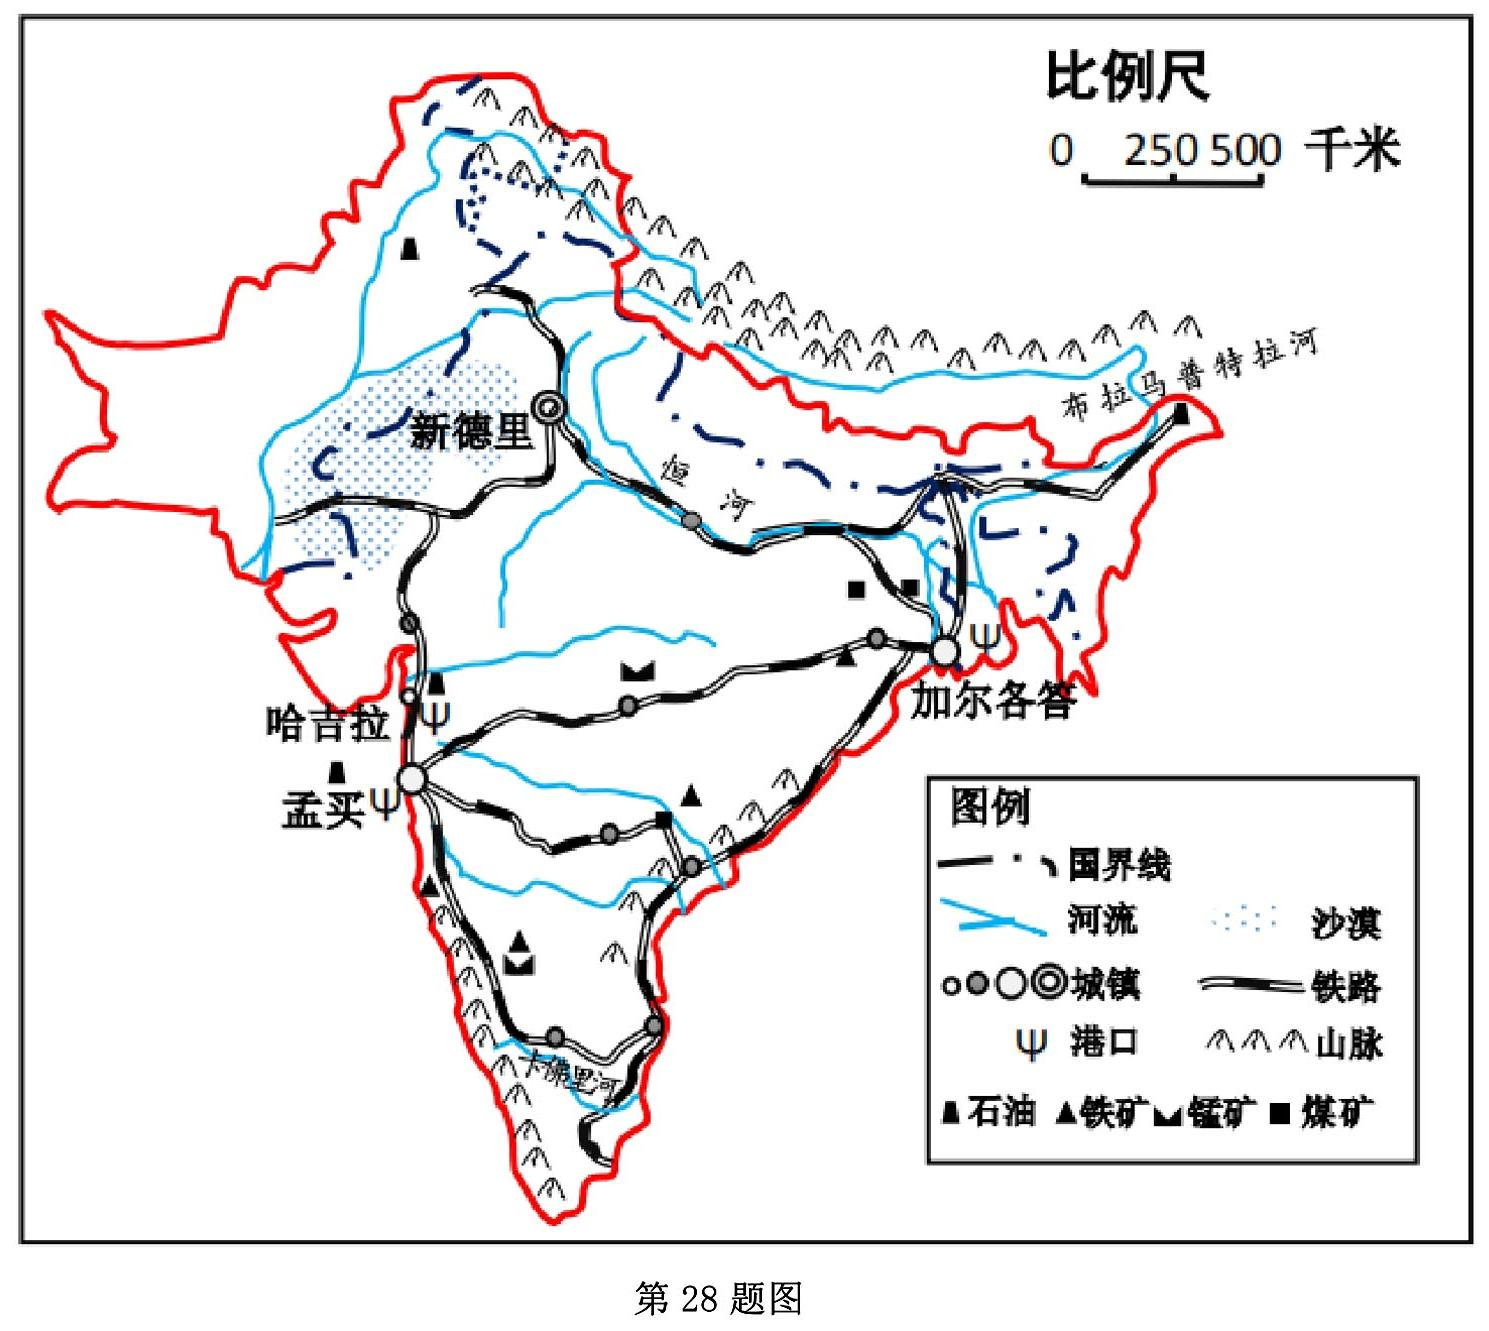 比例尺
0 250 500 千米
布拉马普特拉河
新德里
恒河
加尔各答
哈吉拉
孟买
卡佛里河
图例
国界线
河流 沙漠
城镇 铁路
港口 山脉
石油 铁矿 锰矿 煤矿
第 28 题图